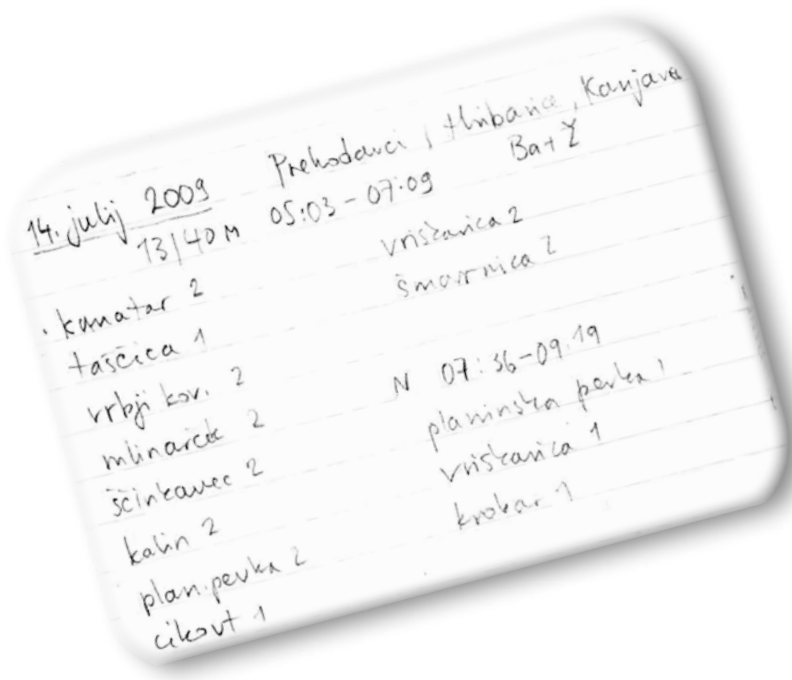 14. julij 2009 Prehodavci, Hribarice, Kanjavec
13/40 M 05:03-07:09 Ba+Ž
. komatar 2 vriskarica 2
taščica 1 šmarnica 2
vrbji kov. 2
mlinarček 2 N 07:36-09:19
ščinkavec 2 planinska pevka 1
kalin 2 vriskarica 1
plan. pevka 2 krokar 1
cikovt 1